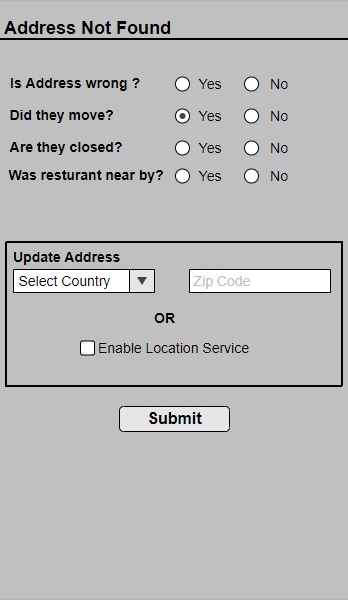 Address Not Found
Is Address wrong ? Yes No
Did they move? Yes No
Are they closed? Yes No
Was resturant near by? Yes No
Update Address
Select Country Zip Code
OR
Enable Location Service
Submit